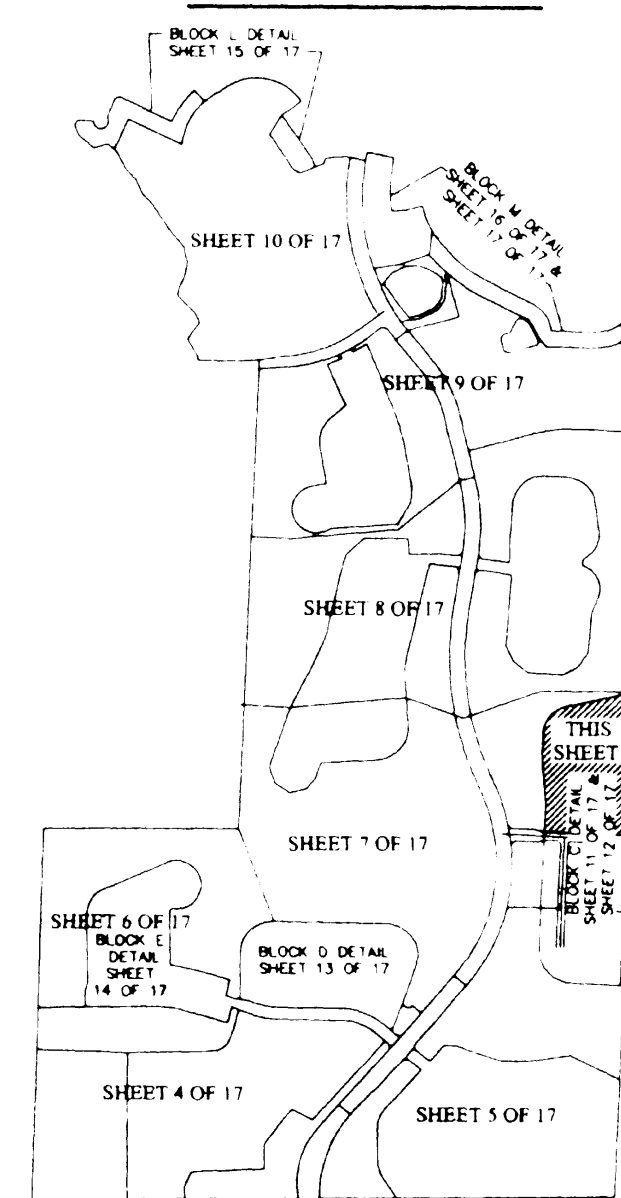 BLOCK L DETAIL
SHEET 15 OF 17
BLOCK M DETAIL
SHEET 16 OF 17 &
SHEET 17 OF 17
SHEET 10 OF 17
SHEET 9 OF 17
SHEET 8 OF 17
THIS
SHEET
BLOCK C DETAIL
SHEET 11 OF 17 &
SHEET 12 OF 17
SHEET 7 OF 17
SHEET 6 OF 17
BLOCK E
DETAIL
SHEET
14 OF 17
BLOCK D DETAIL
SHEET 13 OF 17
SHEET 4 OF 17
SHEET 5 OF 17